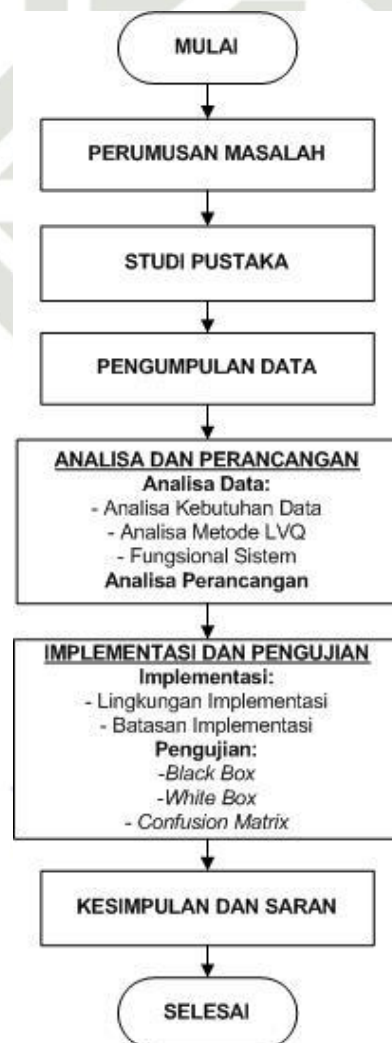 MULAI
PERUMUSAN MASALAH
STUDI PUSTAKA
PENGUMPULAN DATA
ANALISA DAN PERANCANGAN
Analisa Data:
- Analisa Kebutuhan Data
- Analisa Metode LVQ
- Fungsional Sistem
Analisa Perancangan
IMPLEMENTASI DAN PENGUJIAN
Implementasi:
- Lingkungan Implementasi
- Batasan Implementasi
Pengujian:
-Black Box
-White Box
- Confusion Matrix
KESIMPULAN DAN SARAN
SELESAI